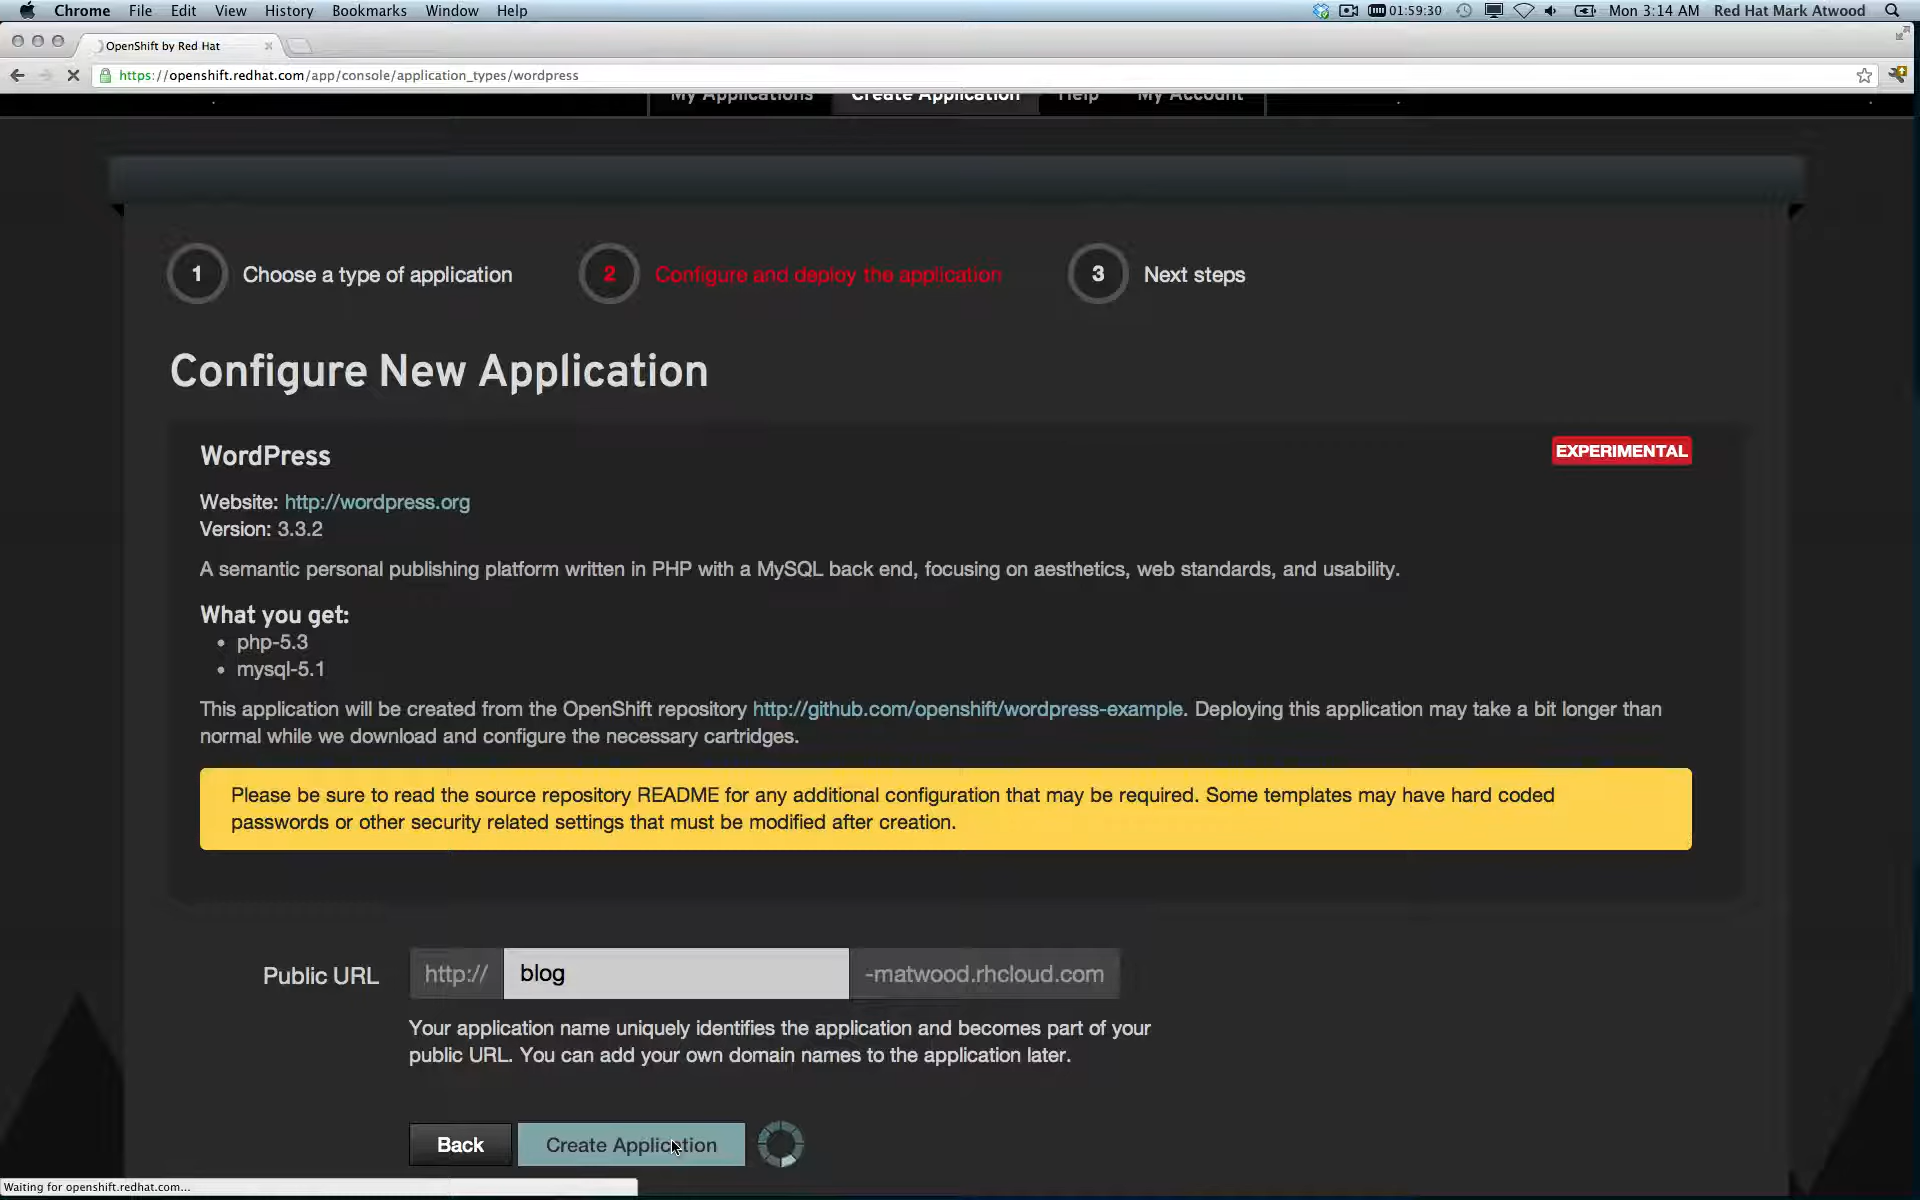 Chrome File Edit View History Bookmarks Window Help 01:59:30 Mon 3:14 AM Red Hat Mark Atwood
OpenShift by Red Hat
https://openshift.redhat.com/app/console/application_types/wordpress
My Applications Create Application Help My Account
1 Choose a type of application 2 Configure and deploy the application 3 Next steps
Configure New Application
WordPress EXPERIMENTAL
Website: http://wordpress.org
Version: 3.3.2
A semantic personal publishing platform written in PHP with a MySQL back end, focusing on aesthetics, web standards, and usability.
What you get:
• php-5.3
• mysql-5.1
This application will be created from the OpenShift repository http://github.com/openshift/wordpress-example. Deploying this application may take a bit longer than
normal while we download and configure the necessary cartridges.
Please be sure to read the source repository README for any additional configuration that may be required. Some templates may have hard coded
passwords or other security related settings that must be modified after creation.
Public URL http:// blog -matwood.rhcloud.com
Your application name uniquely identifies the application and becomes part of your
public URL. You can add your own domain names to the application later.
Back Create Application
Waiting for openshift.redhat.com...